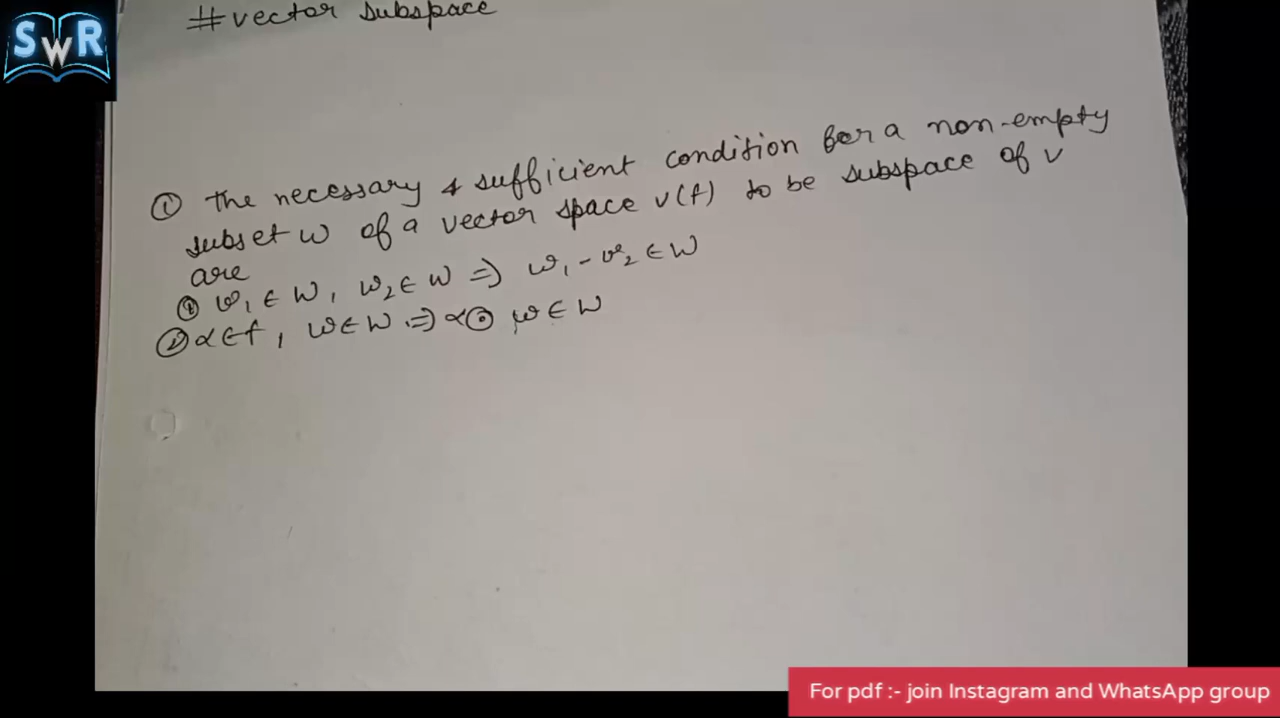 SWR
#vector subspace
① the necessary & sufficient condition for a non-empty
subset W of a vector space v(f) to be subspace of v
are
① w₁ ∈ W, w₂ ∈ W ⇒ w₁ - w₂ ∈ W
② α ∈ f, w ∈ W ⇒ α ⊙ w ∈ W
For pdf :- join Instagram and WhatsApp group